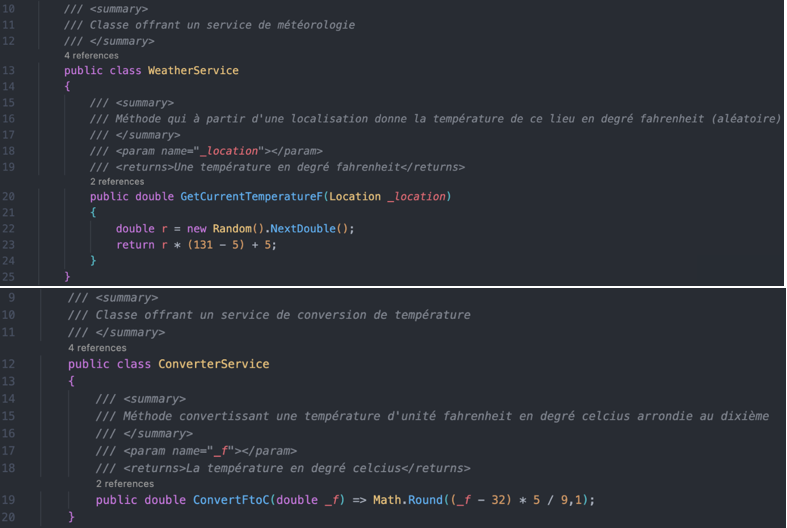 10 /// <summary>
11 /// Classe offrant un service de météorologie
12 /// </summary>
4 references
13 public class WeatherService
14 {
15 /// <summary>
16 /// Méthode qui à partir d'une localisation donne la température de ce lieu en degré fahrenheit (aléatoire)
17 /// </summary>
18 /// <param name="_location"></param>
19 /// <returns>Une température en degré fahrenheit</returns>
2 references
20 public double GetCurrentTemperatureF(Location _location)
21 {
22 double r = new Random().NextDouble();
23 return r * (131 - 5) + 5;
24 }
25 }
9 /// <summary>
10 /// Classe offrant un service de conversion de température
11 /// </summary>
4 references
12 public class ConverterService
13 {
14 /// <summary>
15 /// Méthode convertissant une température d'unité fahrenheit en degré celcius arrondie au dixième
16 /// </summary>
17 /// <param name="_f"></param>
18 /// <returns>La température en degré celcius</returns>
2 references
19 public double ConvertFtoC(double _f) => Math.Round((_f - 32) * 5 / 9,1);
20 }